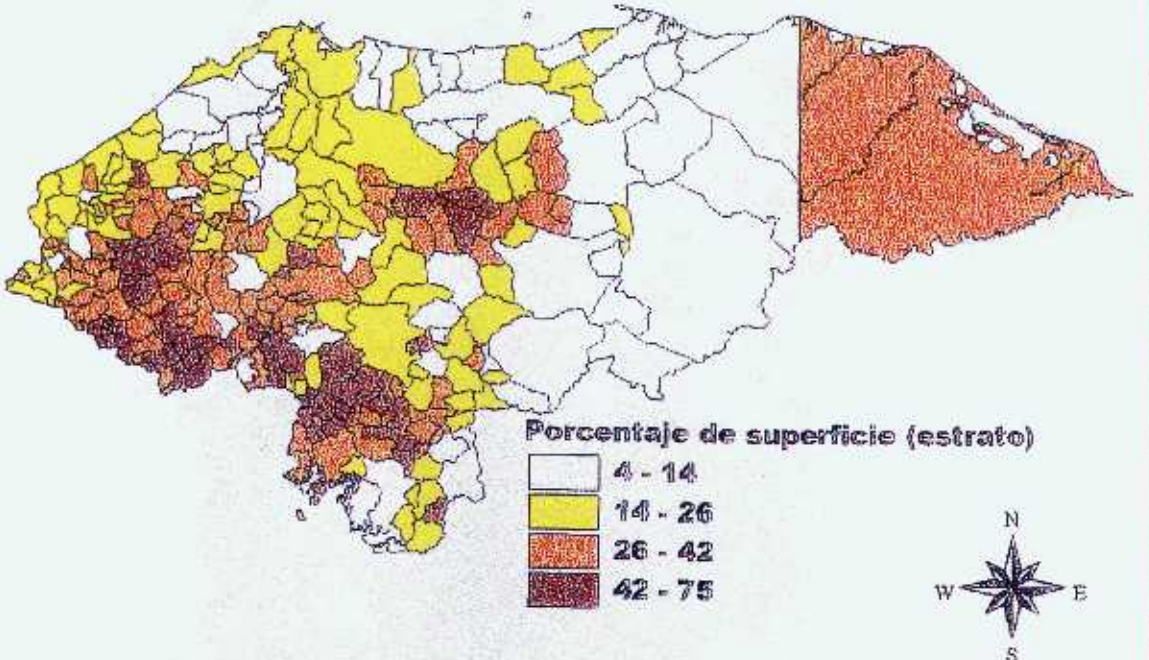 Porcentaje de superficie (estrato)
4 - 14
14 - 26
26 - 42
42 - 75
N
W E
S